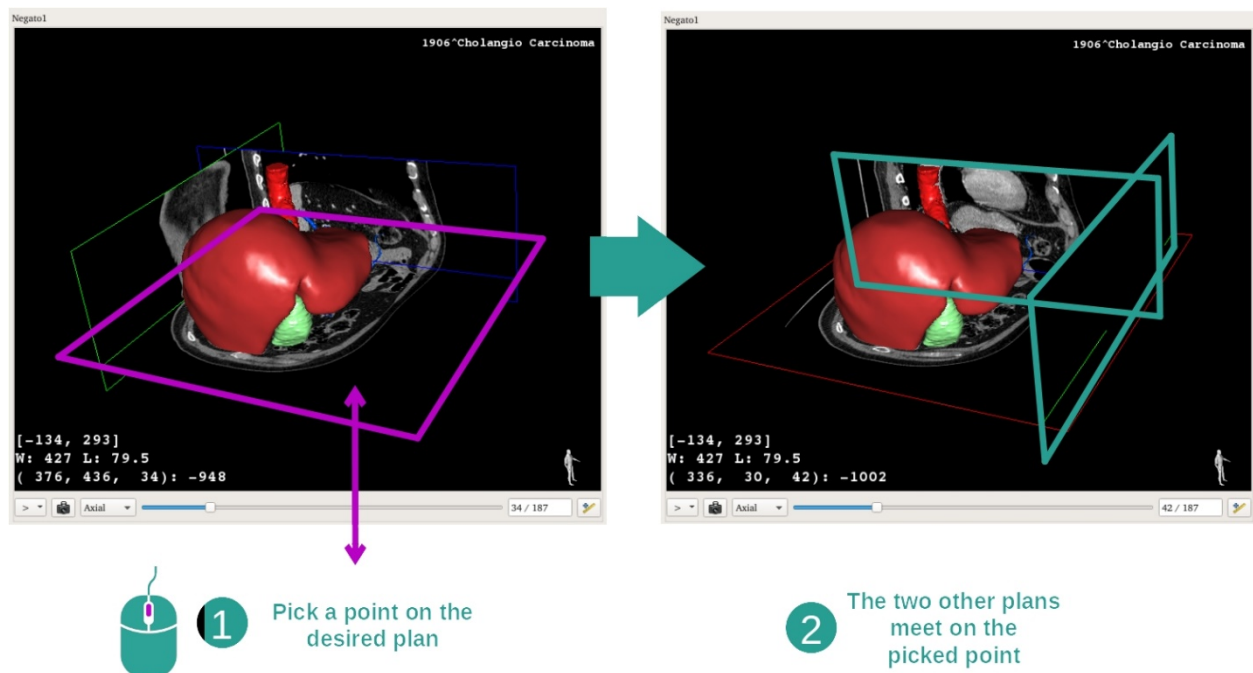 Negato1
1906^Cholangio Carcinoma
[-134, 293]
W: 427 L: 79.5
( 376, 436, 34): -948
> Axial 34 / 187
Negato1
1906^Cholangio Carcinoma
[-134, 293]
W: 427 L: 79.5
( 336, 30, 42): -1002
> Axial 42 / 187
1 Pick a point on the
desired plan
2 The two other plans
meet on the
picked point